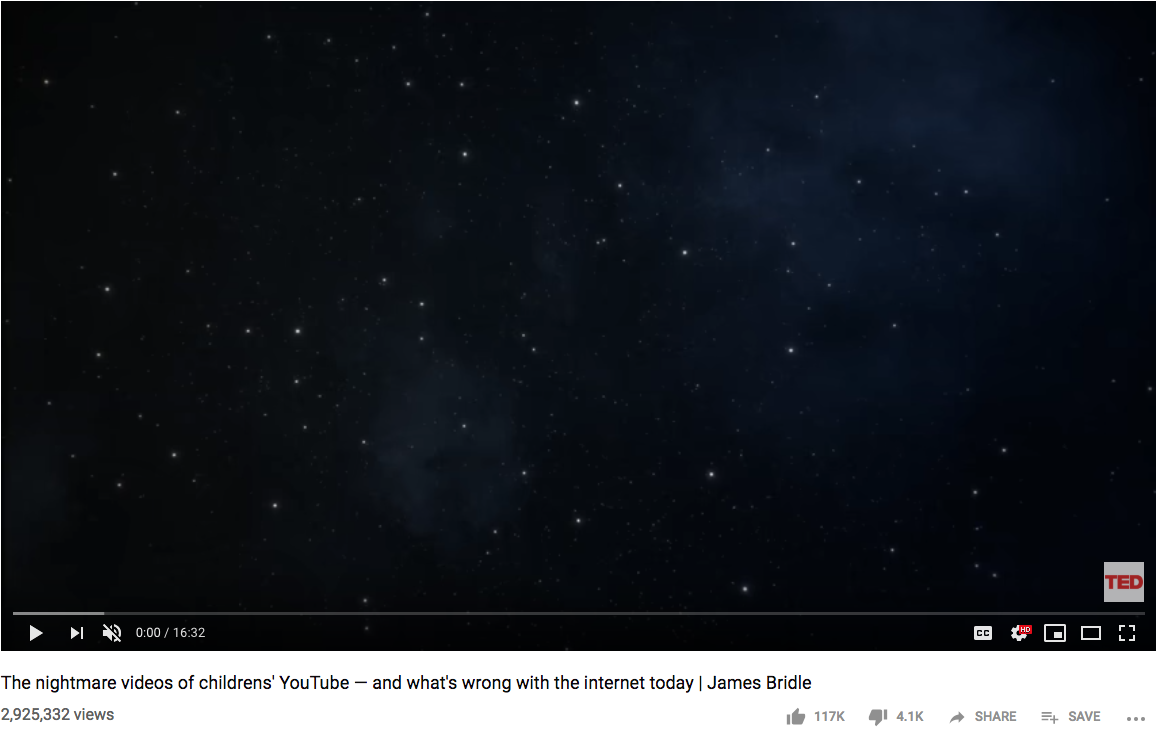 TED
0:00 / 16:32
CC
HD
The nightmare videos of childrens' YouTube — and what's wrong with the internet today | James Bridle
2,925,332 views
117K
4.1K
SHARE
SAVE